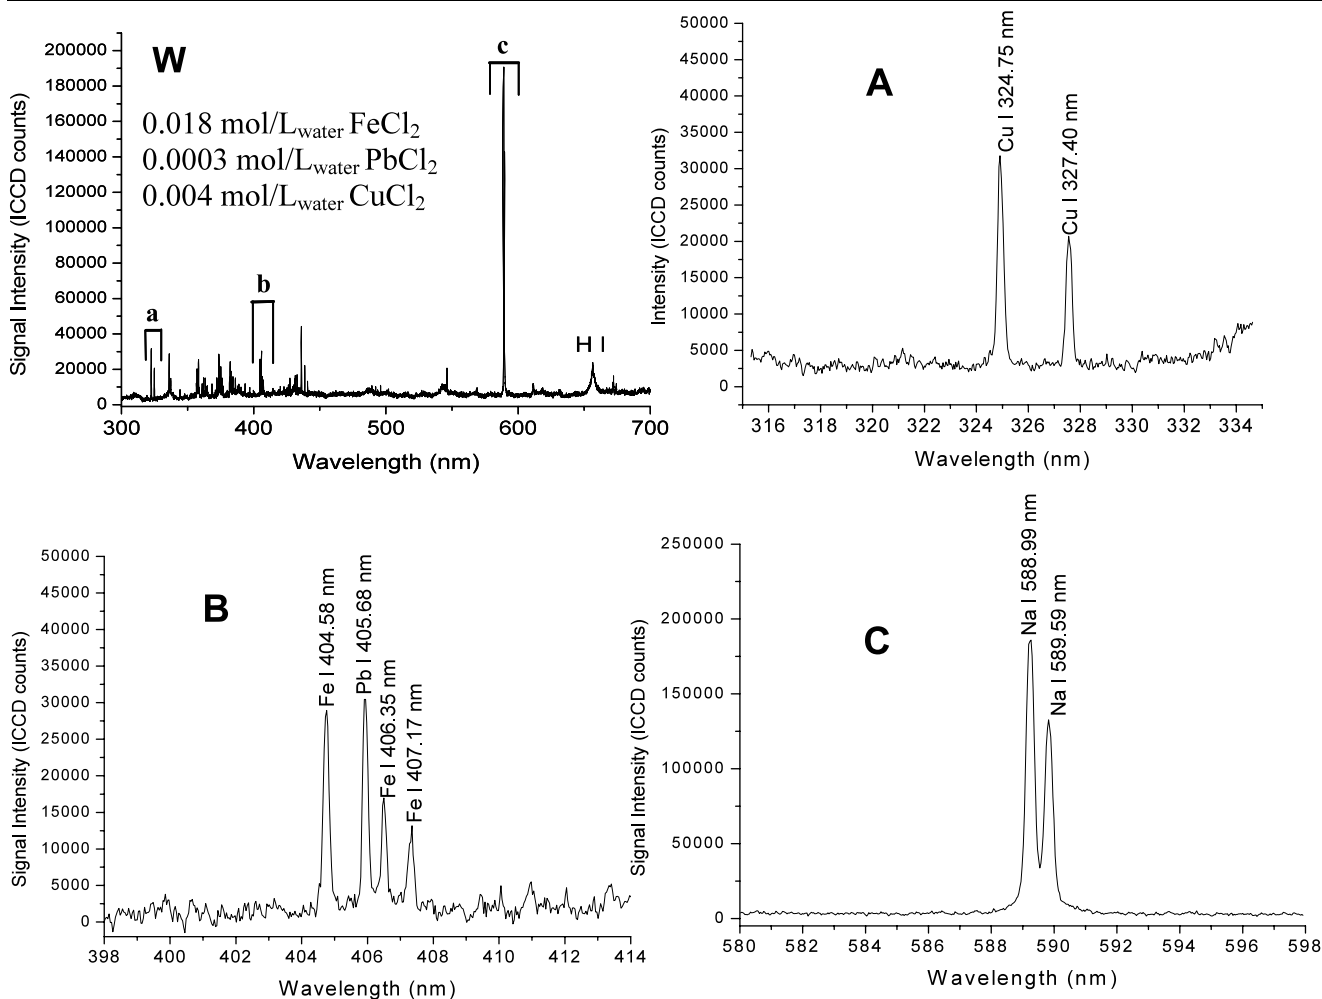 W
0.018 mol/Lwater FeCl2
0.0003 mol/Lwater PbCl2
0.004 mol/Lwater CuCl2
a
b
c
H I
Signal Intensity (ICCD counts)
200000
180000
160000
140000
120000
100000
80000
60000
40000
20000
0
300 400 500 600 700
Wavelength (nm)
A
Cu I 324.75 nm
Cu I 327.40 nm
Intensity (ICCD counts)
50000
45000
40000
35000
30000
25000
20000
15000
10000
5000
0
316 318 320 322 324 326 328 330 332 334
Wavelength (nm)
B
Fe I 404.58 nm
Pb I 405.68 nm
Fe I 406.35 nm
Fe I 407.17 nm
Signal Intensity (ICCD counts)
50000
45000
40000
35000
30000
25000
20000
15000
10000
5000
0
398 400 402 404 406 408 410 412 414
Wavelength (nm)
C
Na I 588.99 nm
Na I 589.59 nm
Signal Intensity (ICCD counts)
250000
200000
150000
100000
50000
0
580 582 584 586 588 590 592 594 596 598
Wavelength (nm)